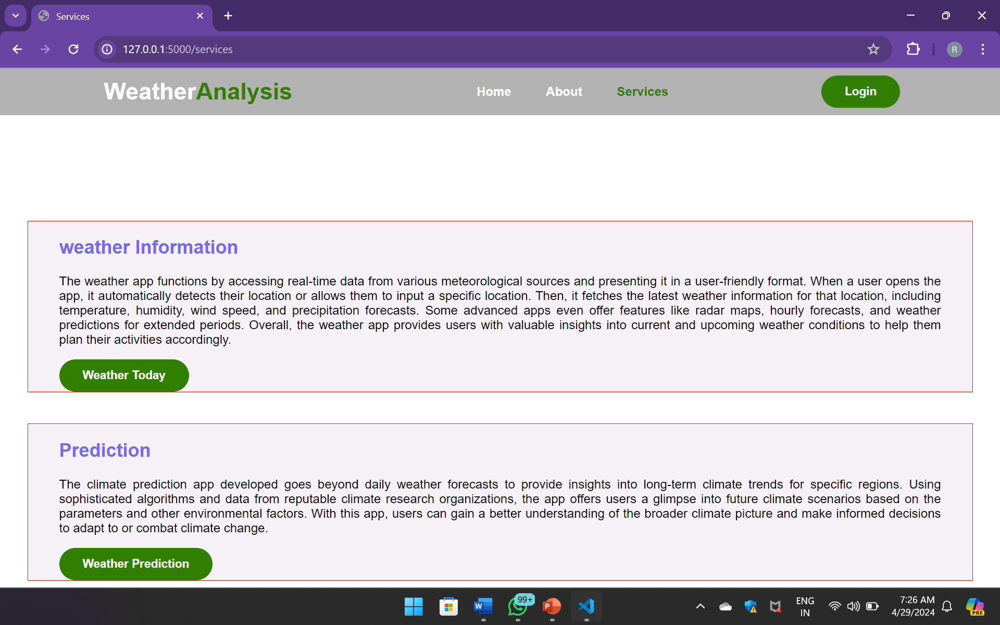 Services
127.0.0.1:5000/services
R
WeatherAnalysis
Home
About
Services
Login
weather Information
The weather app functions by accessing real-time data from various meteorological sources and presenting it in a user-friendly format. When a user opens the
app, it automatically detects their location or allows them to input a specific location. Then, it fetches the latest weather information for that location, including
temperature, humidity, wind speed, and precipitation forecasts. Some advanced apps even offer features like radar maps, hourly forecasts, and weather
predictions for extended periods. Overall, the weather app provides users with valuable insights into current and upcoming weather conditions to help them
plan their activities accordingly.
Weather Today
Prediction
The climate prediction app developed goes beyond daily weather forecasts to provide insights into long-term climate trends for specific regions. Using
sophisticated algorithms and data from reputable climate research organizations, the app offers users a glimpse into future climate scenarios based on the
parameters and other environmental factors. With this app, users can gain a better understanding of the broader climate picture and make informed decisions
to adapt to or combat climate change.
Weather Prediction
W
99+
P
ENG
IN
7:26 AM
4/29/2024
PRE